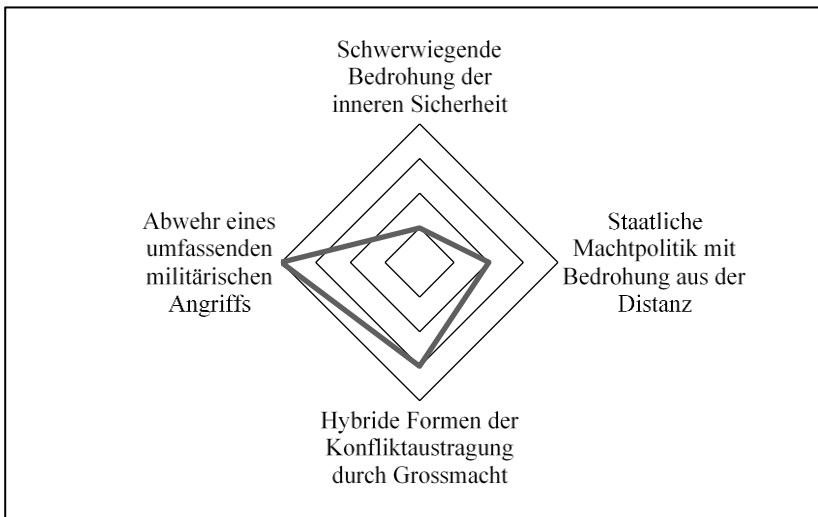 Schwerwiegende
Bedrohung der
inneren Sicherheit
Abwehr eines
umfassenden
militärischen
Angriffs
Staatliche
Machtpolitik mit
Bedrohung aus der
Distanz
Hybride Formen der
Konfliktaustragung
durch Grossmacht